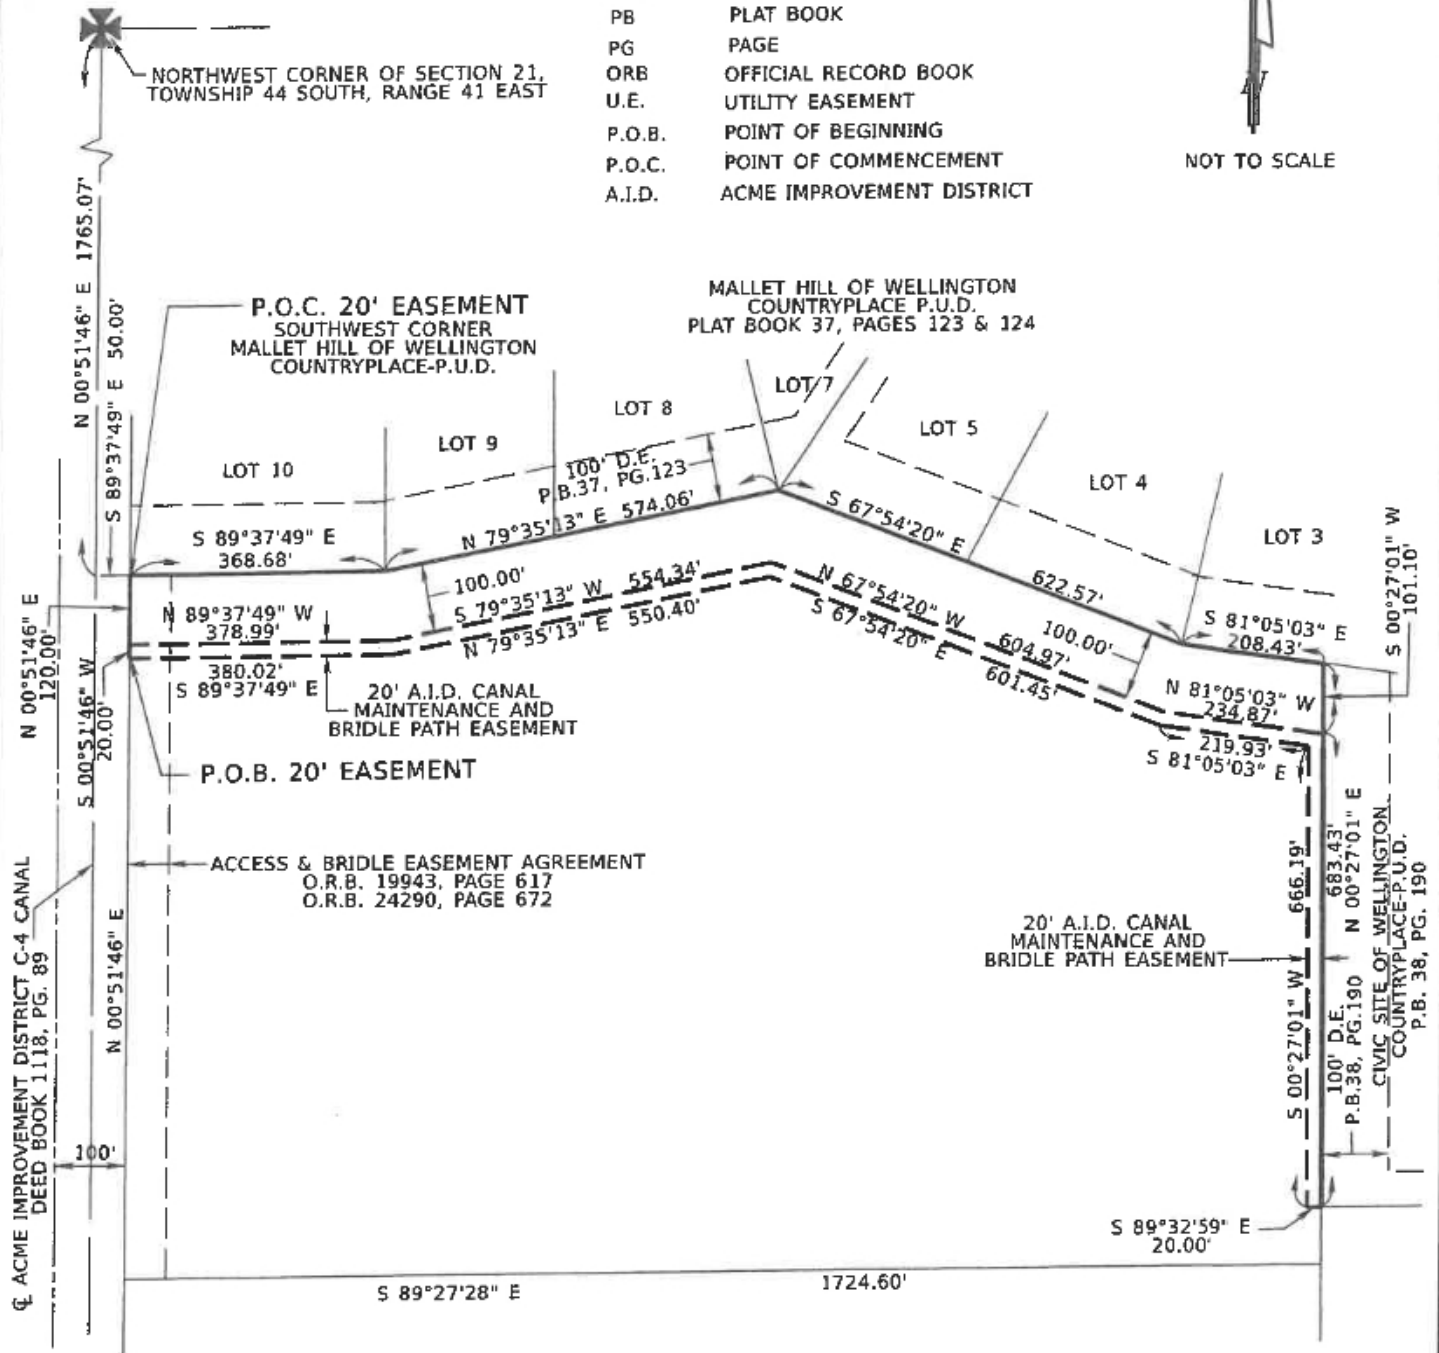 PB PLAT BOOK
PG PAGE
ORB OFFICIAL RECORD BOOK
U.E. UTILITY EASEMENT
P.O.B. POINT OF BEGINNING
P.O.C. POINT OF COMMENCEMENT
A.I.D. ACME IMPROVEMENT DISTRICT
N
NOT TO SCALE
NORTHWEST CORNER OF SECTION 21,
TOWNSHIP 44 SOUTH, RANGE 41 EAST
N 00°51'46" E 1765.07'
S 89°37'49" E 50.00'
P.O.C. 20' EASEMENT
SOUTHWEST CORNER
MALLET HILL OF WELLINGTON
COUNTRYPLACE-P.U.D.
MALLET HILL OF WELLINGTON
COUNTRYPLACE P.U.D.
PLAT BOOK 37, PAGES 123 & 124
LOT 10
LOT 9
LOT 8
LOT 7
LOT 5
LOT 4
LOT 3
100' D.E.
P.B.37, PG.123
S 89°37'49" E
368.68'
N 79°35'13" E 574.06'
S 67°54'20" E
622.57'
S 81°05'03" E
208.43'
S 00°27'01" W
101.10'
N 00°51'46" E
120.00'
N 89°37'49" W
378.99'
100.00'
S 79°35'13" W 554.34'
N 79°35'13" E 550.40'
N 67°54'20" W
604.97'
S 67°54'20" E
601.45'
100.00'
N 81°05'03" W
234.87'
219.93'
S 81°05'03" E
380.02'
S 89°37'49" E
S 00°51'46" W
20.00'
20' A.I.D. CANAL
MAINTENANCE AND
BRIDLE PATH EASEMENT
P.O.B. 20' EASEMENT
ACCESS & BRIDLE EASEMENT AGREEMENT
O.R.B. 19943, PAGE 617
O.R.B. 24290, PAGE 672
N 00°51'46" E
℄ ACME IMPROVEMENT DISTRICT C-4 CANAL
DEED BOOK 1118, PG. 89
100'
20' A.I.D. CANAL
MAINTENANCE AND
BRIDLE PATH EASEMENT
666.19'
S 00°27'01" W
683.43'
N 00°27'01" E
100' D.E.
P.B.38, PG.190
CIVIC SITE OF WELLINGTON
COUNTRYPLACE-P.U.D.
P.B. 38, PG. 190
S 89°32'59" E
20.00'
S 89°27'28" E
1724.60'